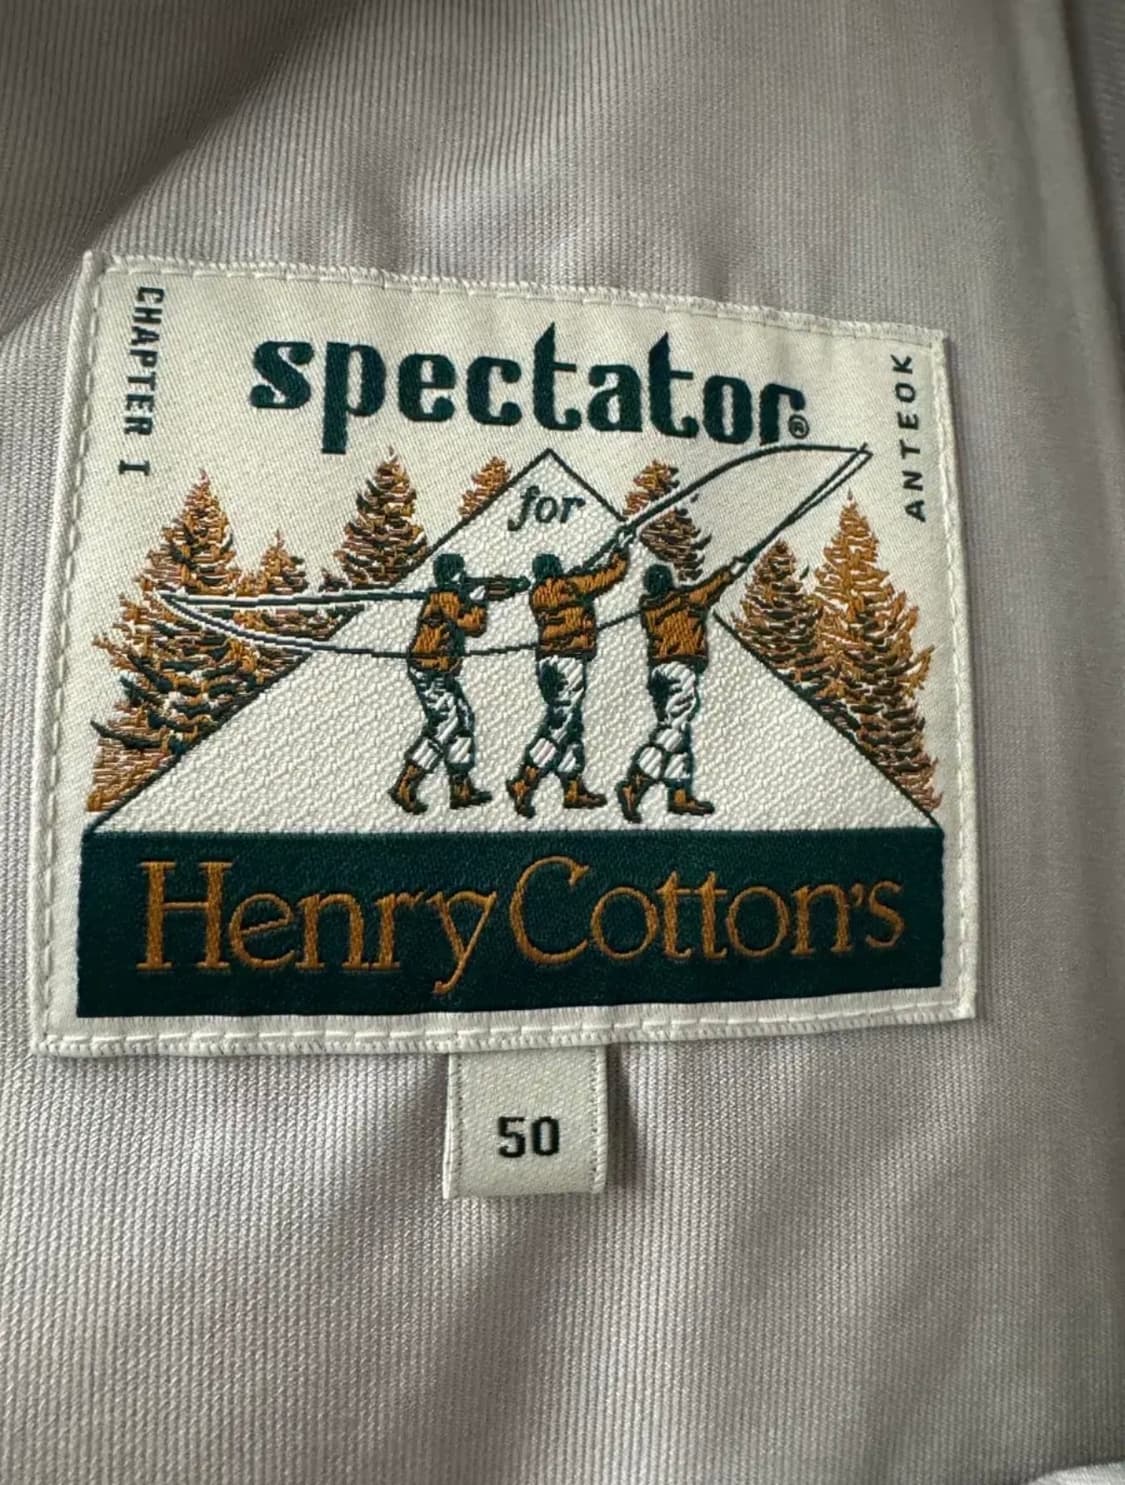 CHAPTER I
spectator®
ANTEOK
for
Henry Cotton's
50